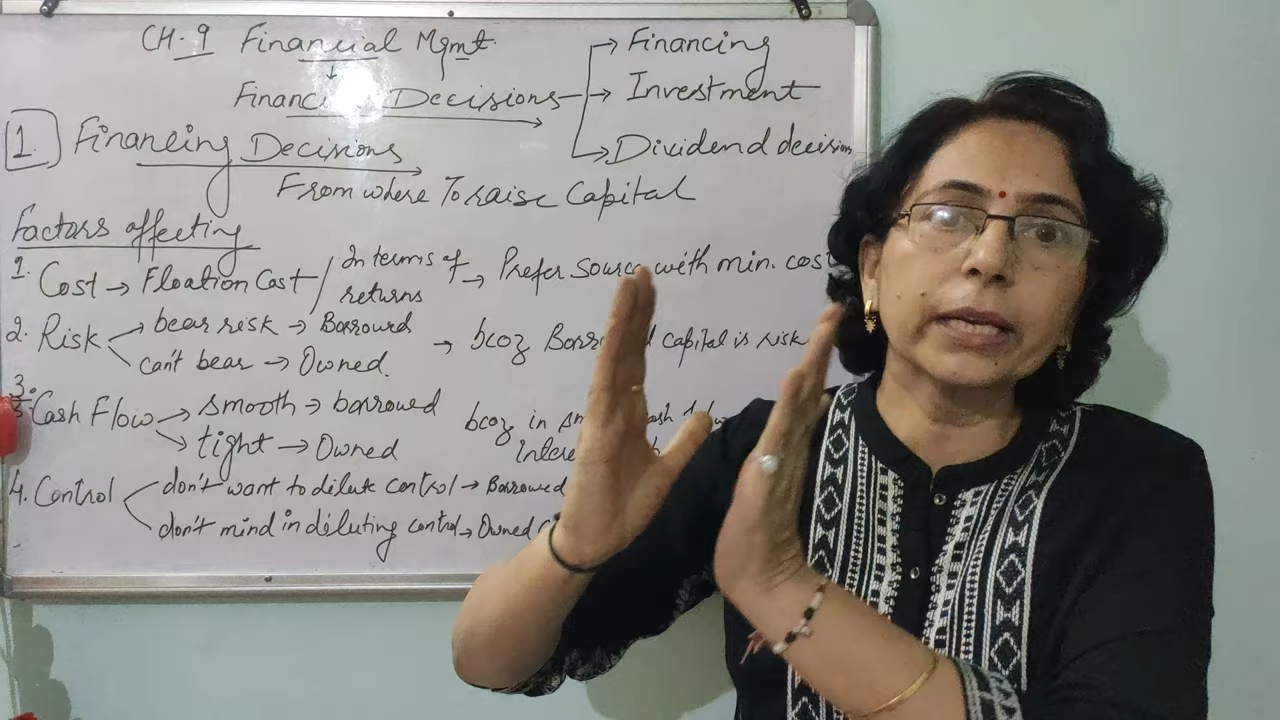 CH. 9 Financial Mgmt.
Decisions
Financing
Investment
Dividend decision
1. Financing Decisions
From where To raise Capital
Factors affecting
1. Cost → Floation Cost / In terms of returns → Prefer source with min. cost
2. Risk bear risk → Borrowed
can't bear → Owned.
→ bcoz capital is risk
3. Cash Flow → smooth → borrowed
→ tight → Owned
bcoz in
4. Control don't want to dilute control → Borrowed
don't mind in diluting control → Owned